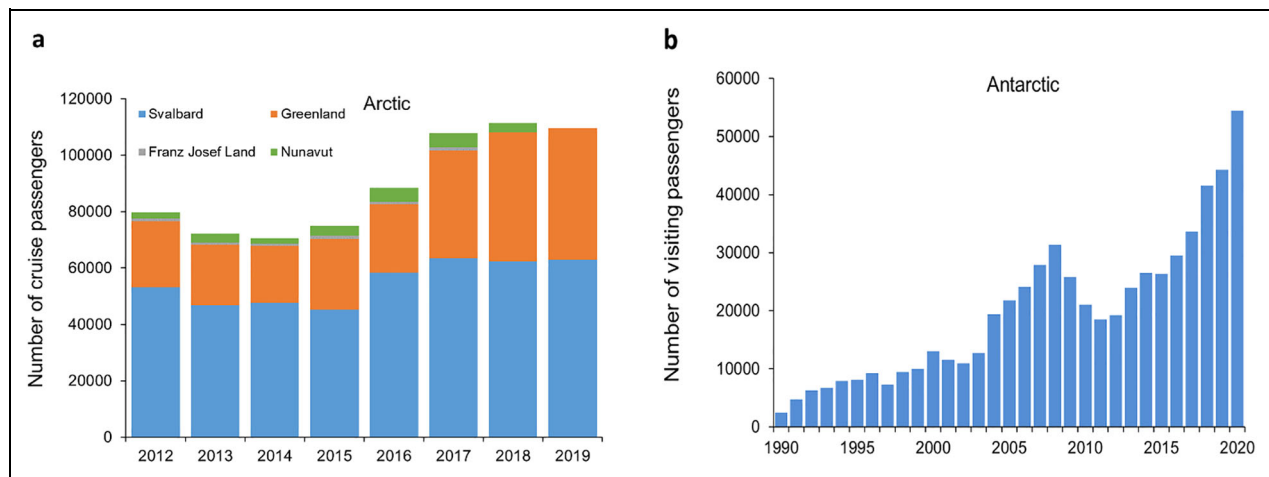 a
Arctic
Number of cruise passengers
120000
100000
80000
60000
40000
20000
0
Svalbard
Greenland
Franz Josef Land
Nunavut
2012 2013 2014 2015 2016 2017 2018 2019
b
Antarctic
Number of visiting passengers
60000
50000
40000
30000
20000
10000
0
1990 1995 2000 2005 2010 2015 2020